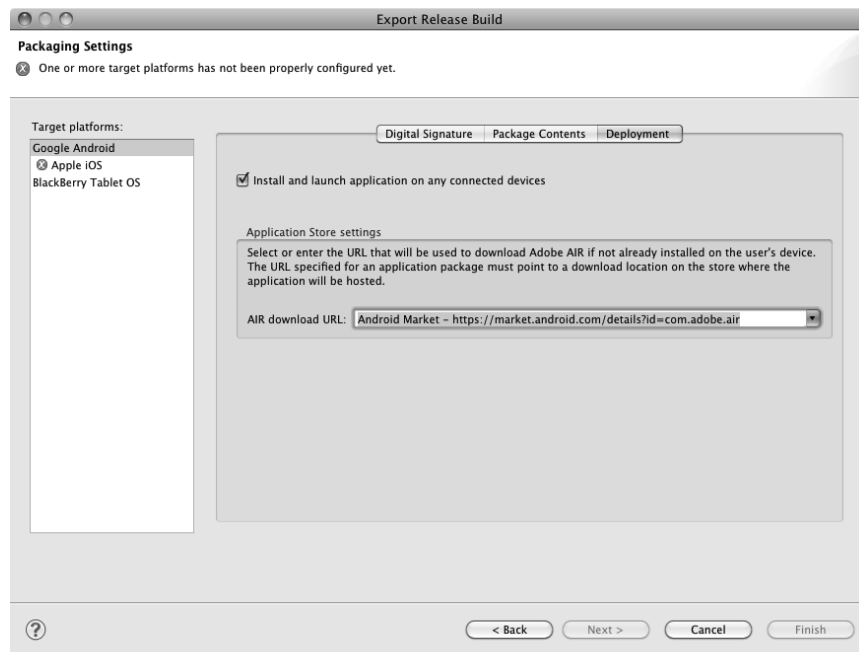 Export Release Build
Packaging Settings
One or more target platforms has not been properly configured yet.
Target platforms:
Google Android
Apple iOS
BlackBerry Tablet OS
Digital Signature Package Contents Deployment
Install and launch application on any connected devices
Application Store settings
Select or enter the URL that will be used to download Adobe AIR if not already installed on the user's device.
The URL specified for an application package must point to a download location on the store where the
application will be hosted.
AIR download URL: Android Market – https://market.android.com/details?id=com.adobe.air
? < Back Next > Cancel Finish